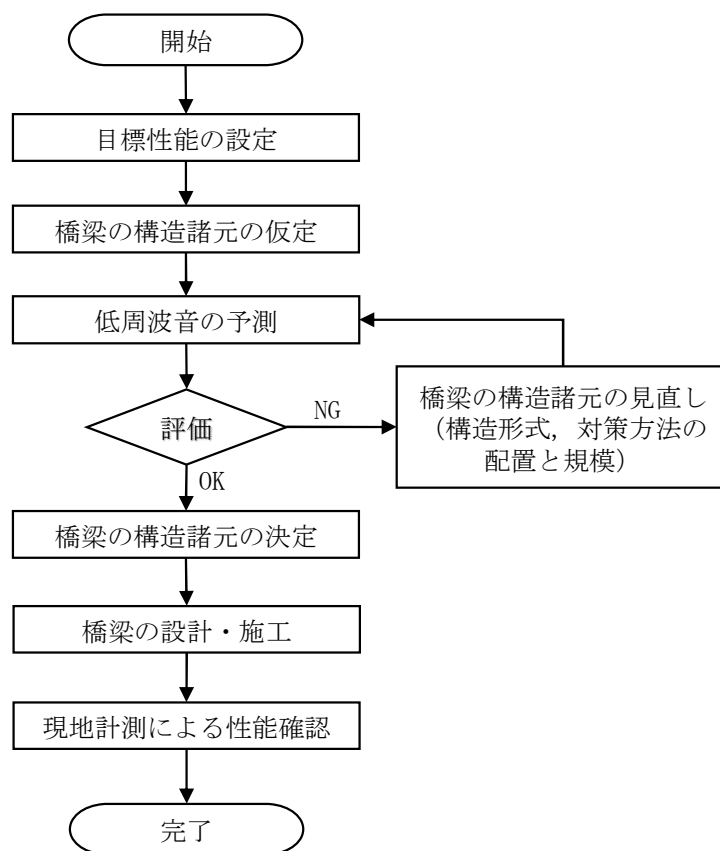 開始
目標性能の設定
橋梁の構造諸元の仮定
低周波音の予測
評価
NG
橋梁の構造諸元の見直し
（構造形式，対策方法の
配置と規模）
OK
橋梁の構造諸元の決定
橋梁の設計・施工
現地計測による性能確認
完了